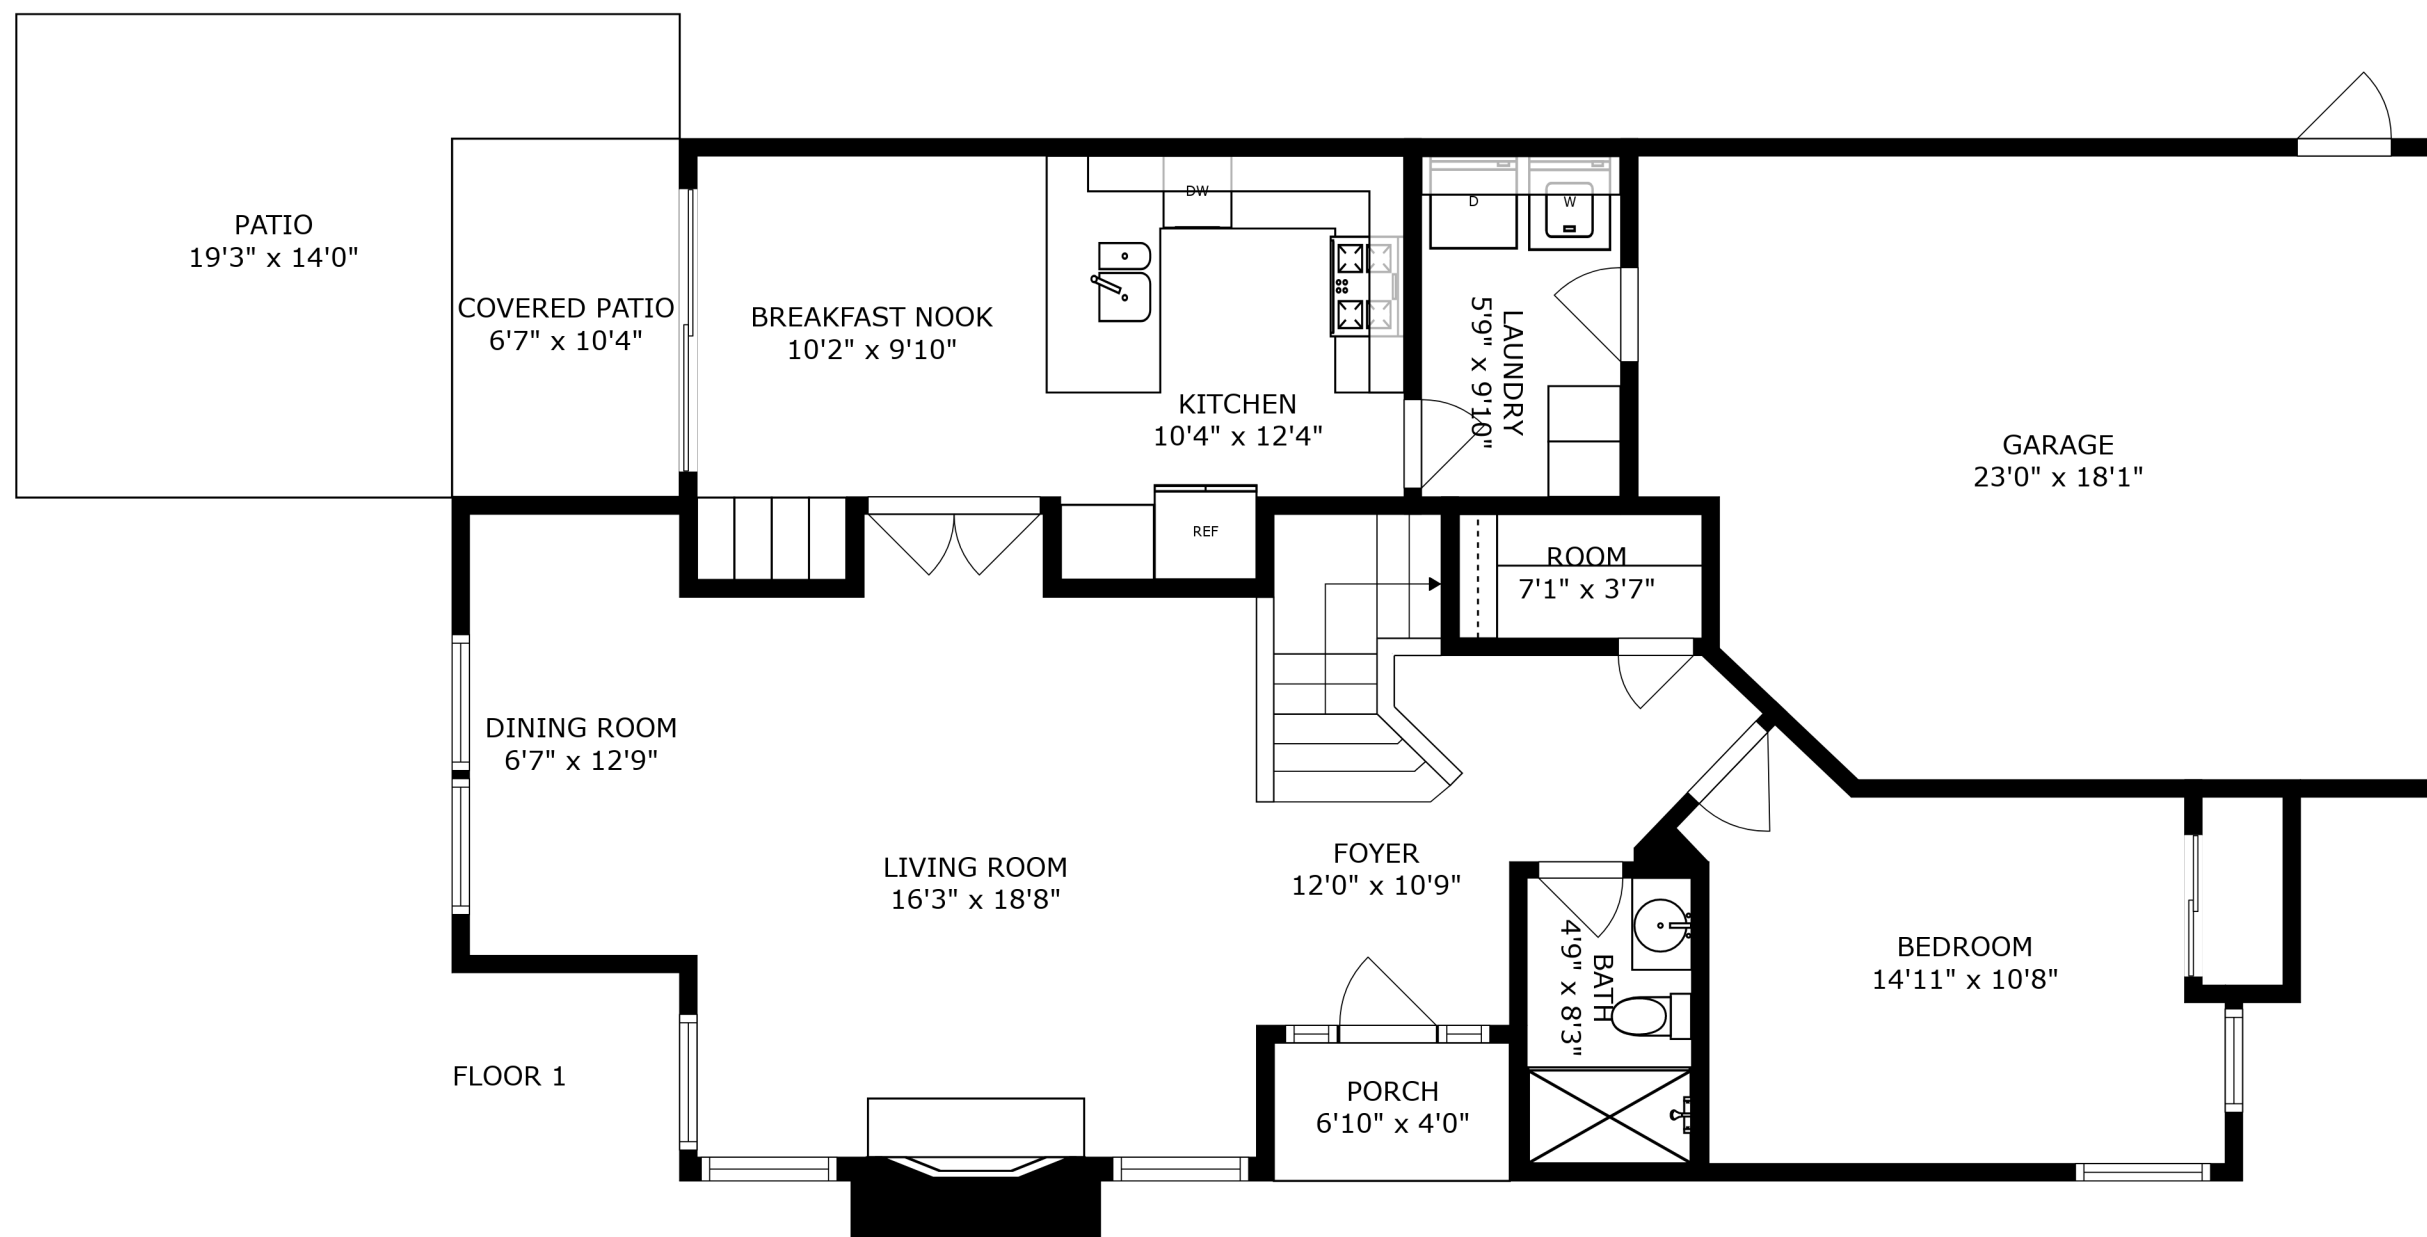 PATIO
19'3" x 14'0"
COVERED PATIO
6'7" x 10'4"
BREAKFAST NOOK
10'2" x 9'10"
DW
KITCHEN
10'4" x 12'4"
REF
D
W
LAUNDRY
5'9" x 9'10"
GARAGE
23'0" x 18'1"
ROOM
7'1" x 3'7"
DINING ROOM
6'7" x 12'9"
LIVING ROOM
16'3" x 18'8"
FOYER
12'0" x 10'9"
BATH
4'9" x 8'3"
BEDROOM
14'11" x 10'8"
PORCH
6'10" x 4'0"
FLOOR 1